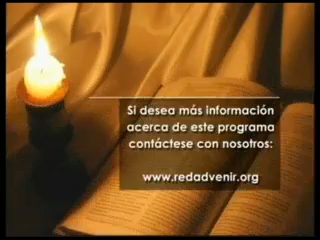 Si desea más información
acerca de este programa
contáctese con nosotros:
www.redadvenir.org